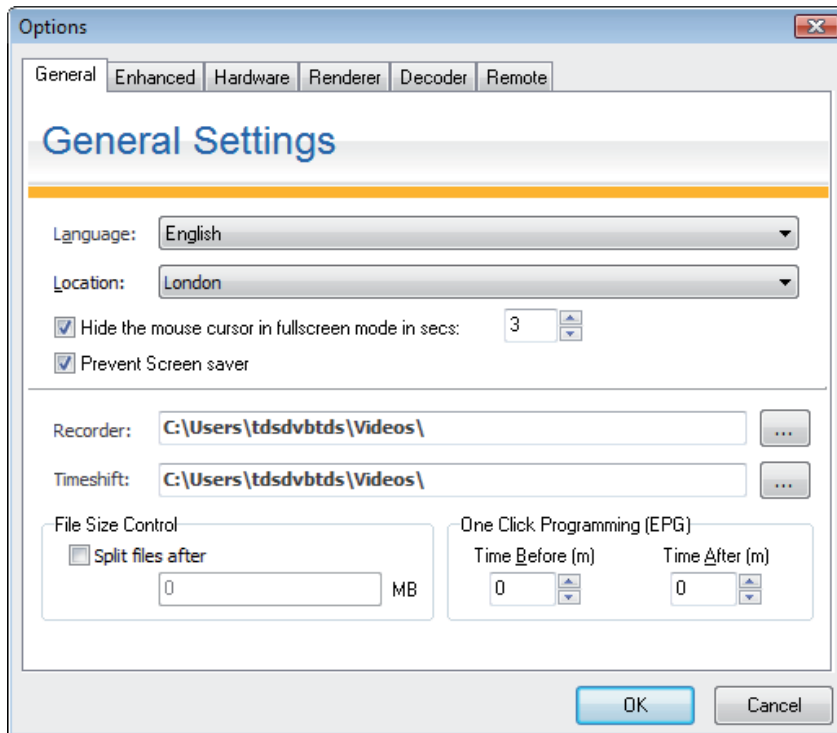 Options
General Enhanced Hardware Renderer Decoder Remote
General Settings
Language: English
Location: London
Hide the mouse cursor in fullscreen mode in secs: 3
Prevent Screen saver
Recorder: C:\Users\tdsdvbtds\Videos\ ...
Timeshift: C:\Users\tdsdvbtds\Videos\ ...
File Size Control One Click Programming (EPG)
Split files after Time Before (m) Time After (m)
0 MB 0 0
OK Cancel